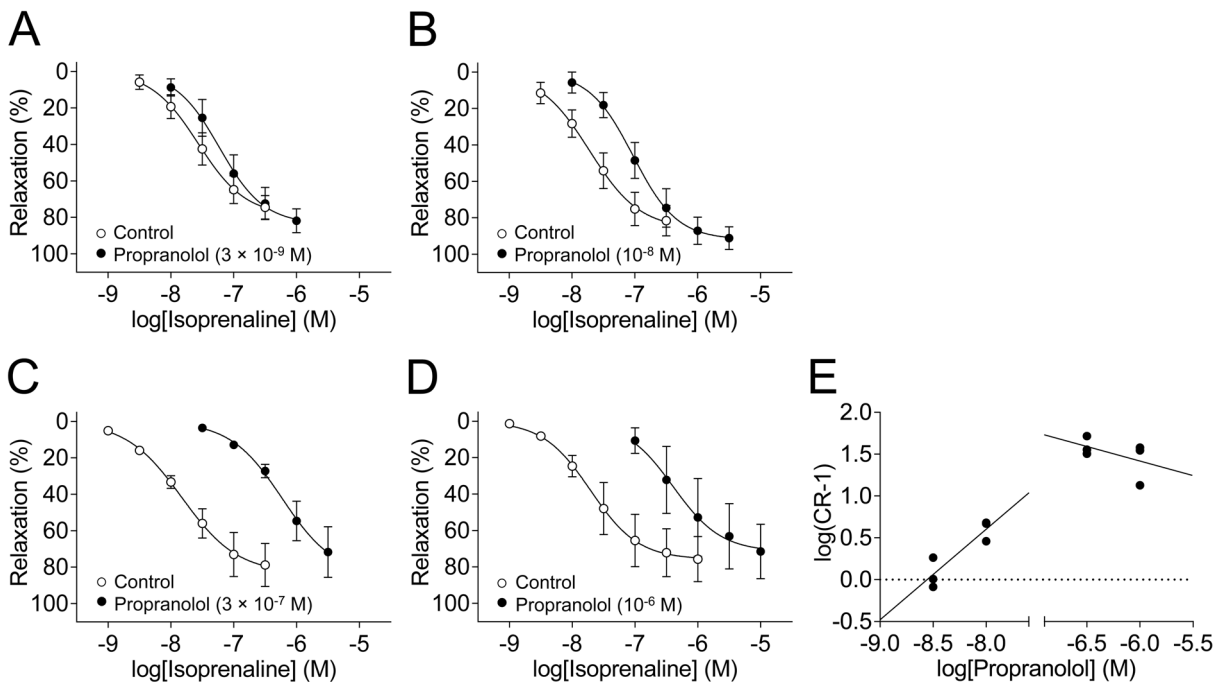 A
Relaxation (%)
0
20
40
60
80
100
Control
Propranolol (3 × 10⁻⁹ M)
-9 -8 -7 -6 -5
log[Isoprenaline] (M)
B
Relaxation (%)
0
20
40
60
80
100
Control
Propranolol (10⁻⁸ M)
-9 -8 -7 -6 -5
log[Isoprenaline] (M)
C
Relaxation (%)
0
20
40
60
80
100
Control
Propranolol (3 × 10⁻⁷ M)
-9 -8 -7 -6 -5
log[Isoprenaline] (M)
D
Relaxation (%)
0
20
40
60
80
100
Control
Propranolol (10⁻⁶ M)
-9 -8 -7 -6 -5
log[Isoprenaline] (M)
E
log(CR-1)
2.0
1.5
1.0
0.5
0.0
-0.5
-9.0 -8.5 -8.0 -6.5 -6.0 -5.5
log[Propranolol] (M)